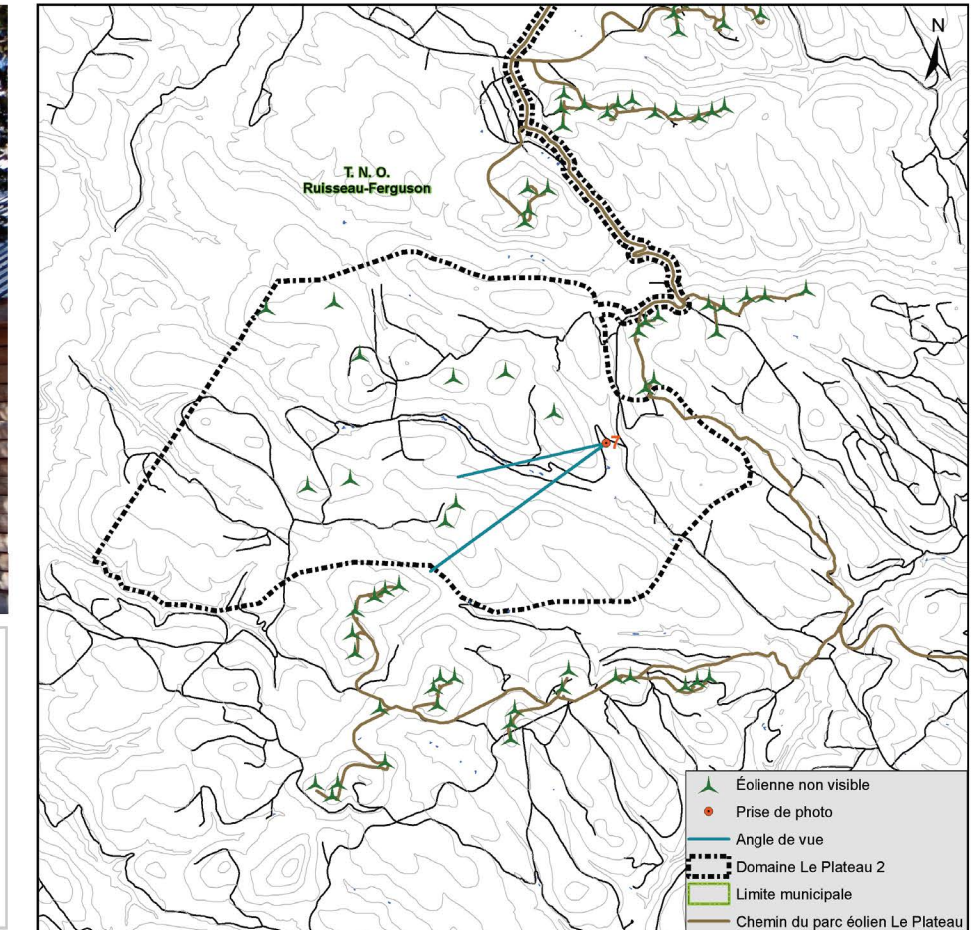 N
T. N. O.
Ruisseau-Ferguson
7
Éolienne non visible
Prise de photo
Angle de vue
Domaine Le Plateau 2
Limite municipale
Chemin du parc éolien Le Plateau